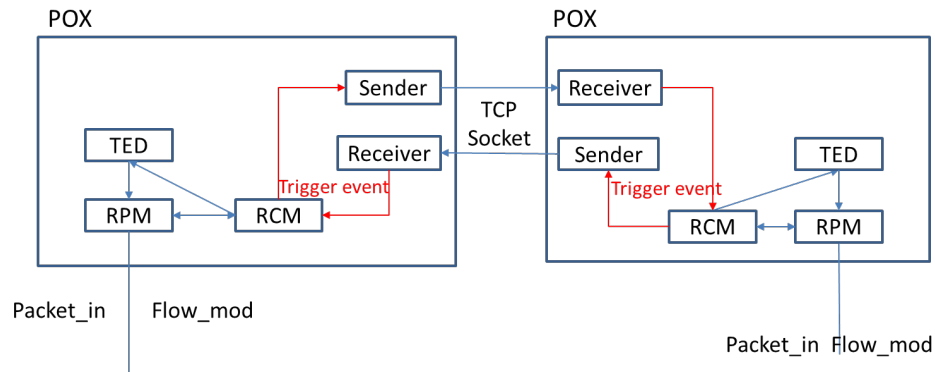 POX
POX
Sender
Receiver
TCP
Socket
TED
Receiver
Sender
TED
Trigger event
Trigger event
RPM
RCM
RCM
RPM
Packet_in
Flow_mod
Packet_in
Flow_mod